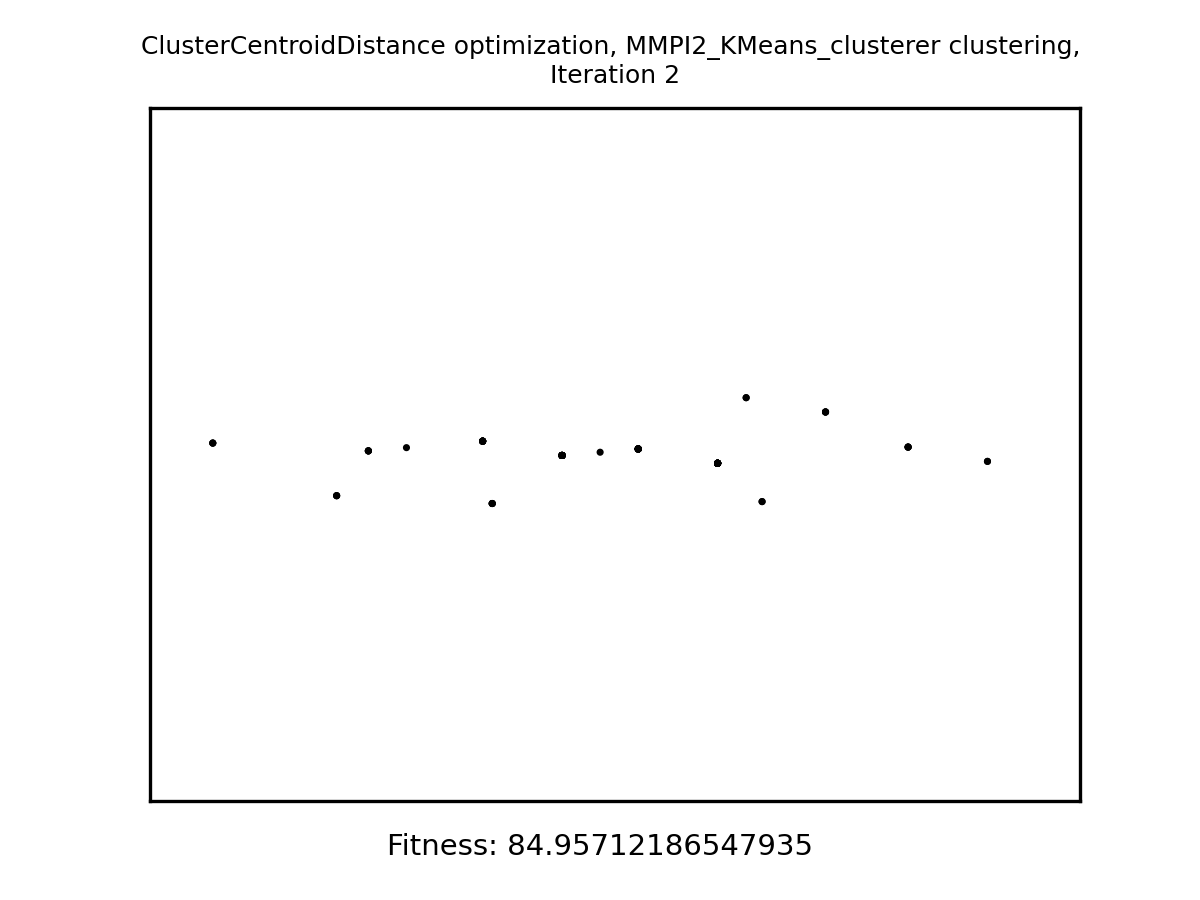 ClusterCentroidDistance optimization, MMPI2_KMeans_clusterer clustering,
Iteration 2
Fitness: 84.95712186547935